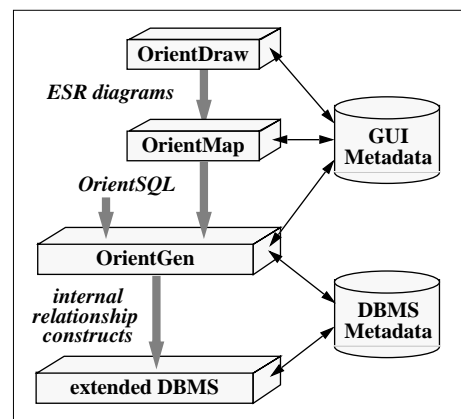 OrientDraw
ESR diagrams
OrientMap
GUI
Metadata
OrientSQL
OrientGen
internal
relationship
constructs
DBMS
Metadata
extended DBMS